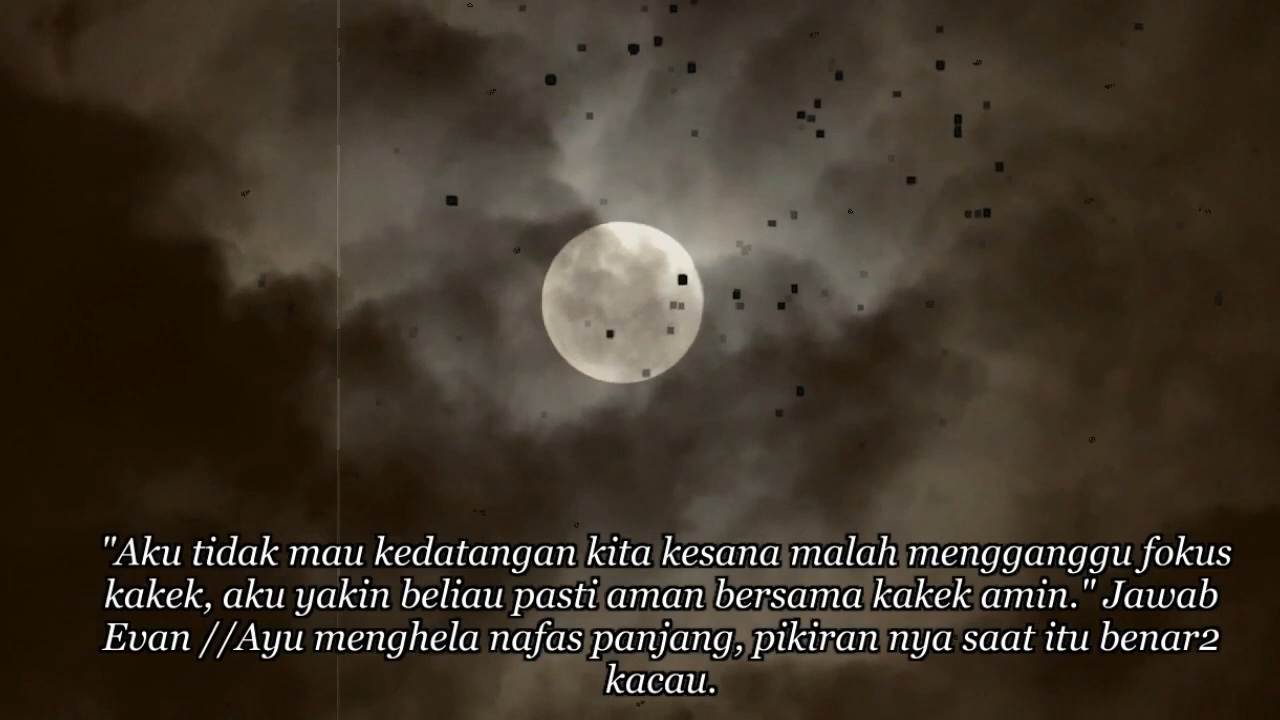 "Aku tidak mau kedatangan kita kesana malah mengganggu fokus
kakek, aku yakin beliau pasti aman bersama kakek amin." Jawab
Evan //Ayu menghela nafas panjang, pikiran nya saat itu benar2
kacau.